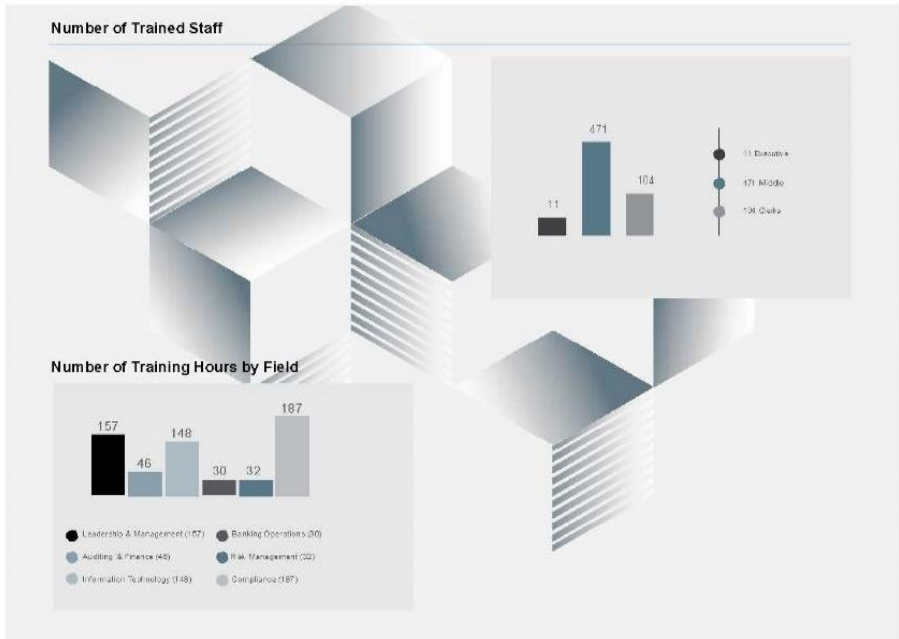 Number of Trained Staff
471
104
11
11 Executive
471 Middle
104 Clerks
Number of Training Hours by Field
187
157
148
46
30
32
Leadership & Management (157)
Banking Operations (30)
Auditing & Finance (46)
Risk Management (32)
Information Technology (148)
Compliance (187)